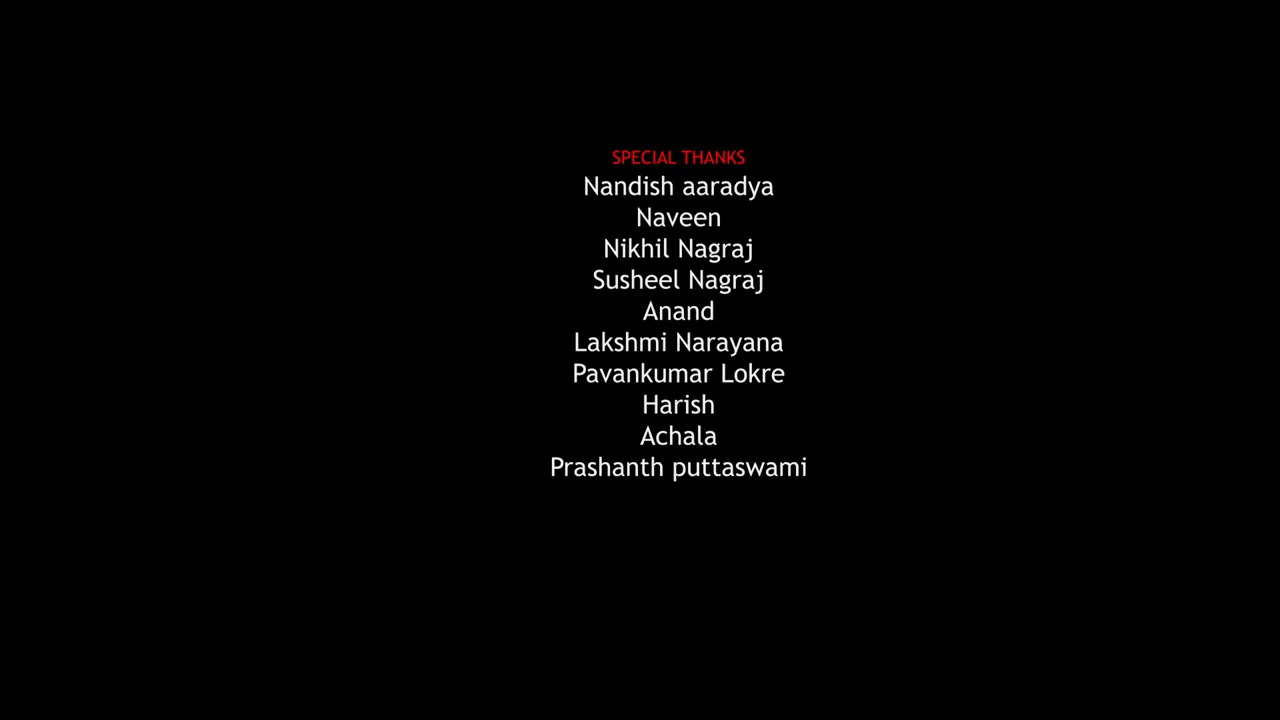 SPECIAL THANKS
Nandish aaradya
Naveen
Nikhil Nagraj
Susheel Nagraj
Anand
Lakshmi Narayana
Pavankumar Lokre
Harish
Achala
Prashanth puttaswami